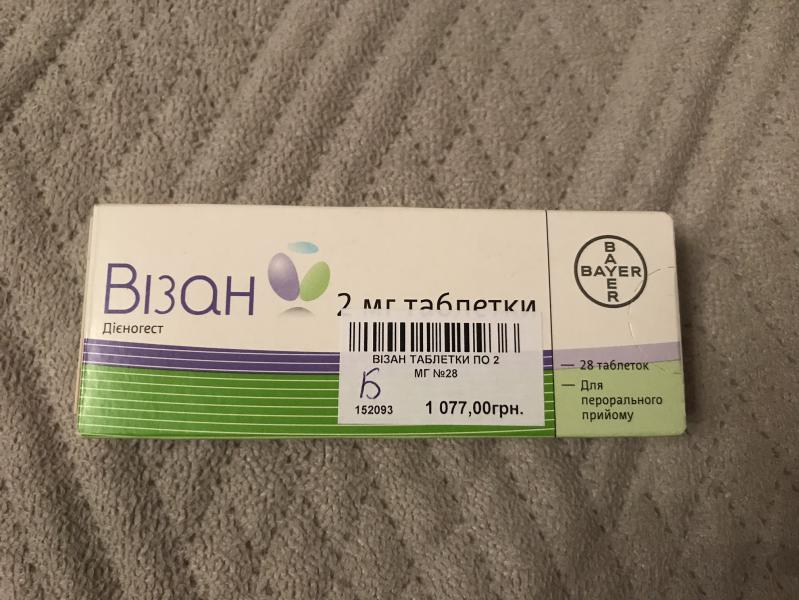 Візан
Дієногест
2 мг таблетки
ВІЗАН ТАБЛЕТКИ ПО 2
МГ №28
Б
152093
1 077,00грн.
BAYER
BAYER
28 таблеток
Для
перорального
прийому